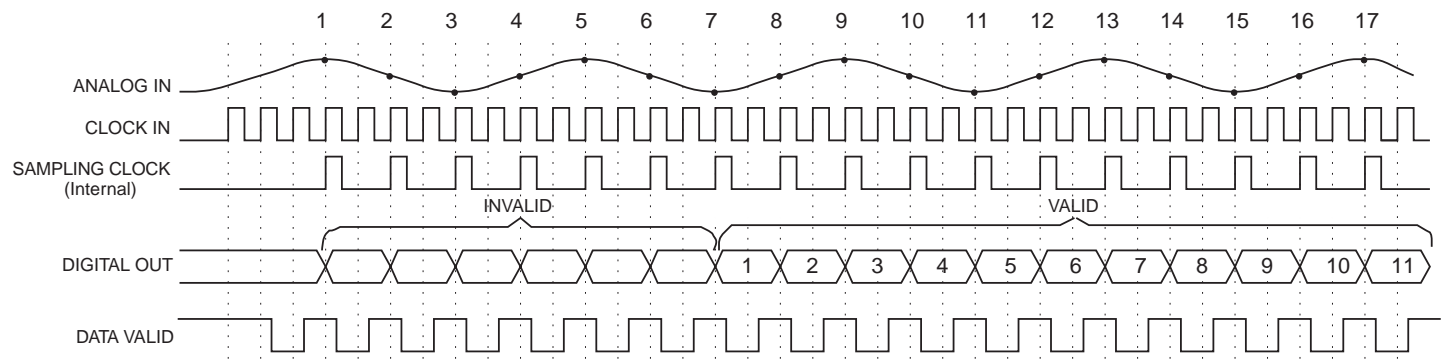 1 2 3 4 5 6 7 8 9 10 11 12 13 14 15 16 17
ANALOG IN
CLOCK IN
SAMPLING CLOCK
(Internal)
INVALID VALID
DIGITAL OUT 1 2 3 4 5 6 7 8 9 10 11
DATA VALID